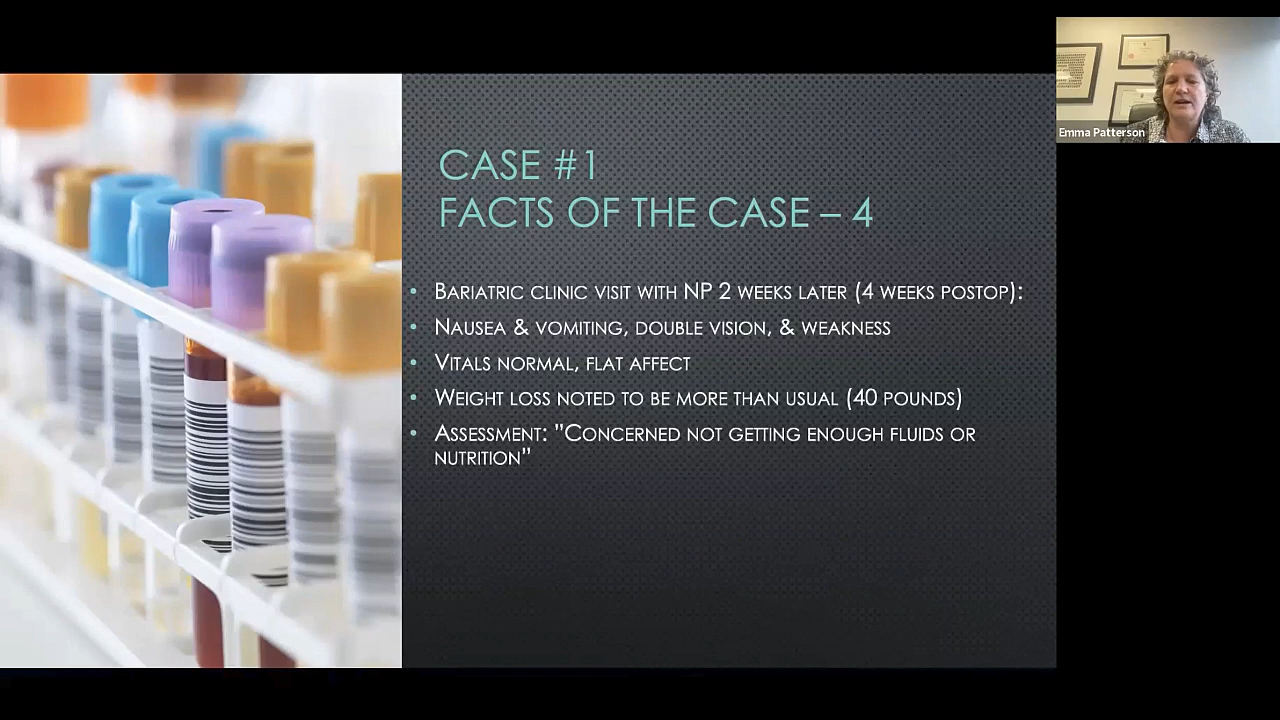 CASE #1
FACTS OF THE CASE – 4
BARIATRIC CLINIC VISIT WITH NP 2 WEEKS LATER (4 WEEKS POSTOP):
NAUSEA & VOMITING, DOUBLE VISION, & WEAKNESS
VITALS NORMAL, FLAT AFFECT
WEIGHT LOSS NOTED TO BE MORE THAN USUAL (40 POUNDS)
ASSESSMENT: "CONCERNED NOT GETTING ENOUGH FLUIDS OR
NUTRITION"
Emma Patterson